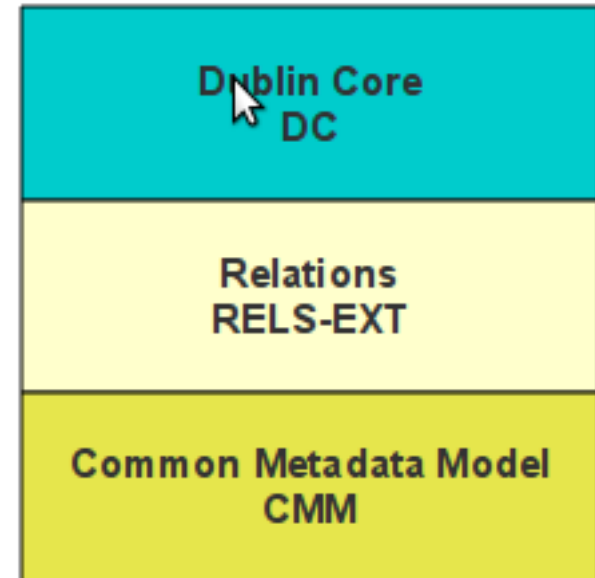 Dublin Core
DC
Relations
RELS-EXT
Common Metadata Model
CMM